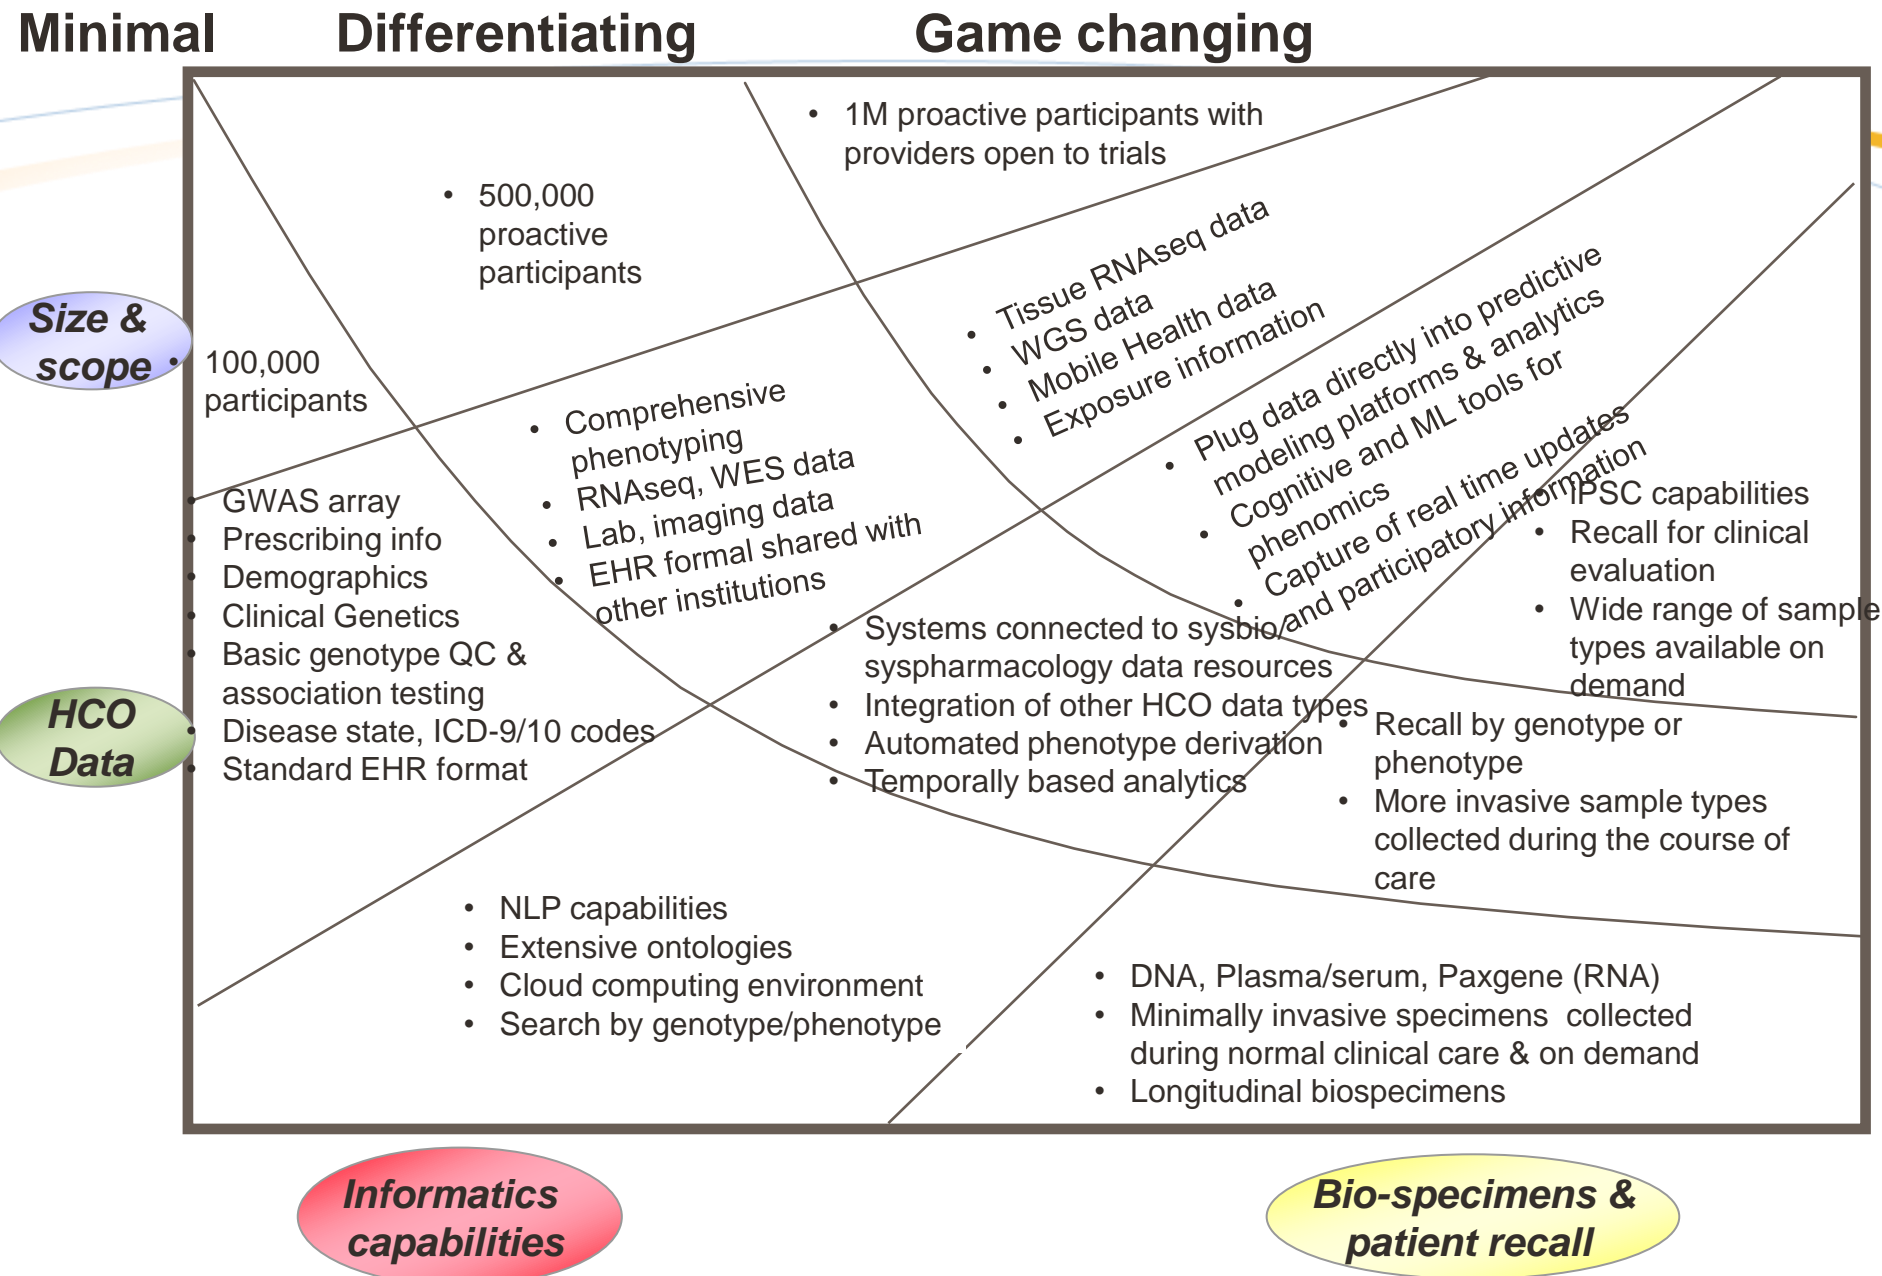 Minimal
Differentiating
Game changing
• 1M proactive participants with
providers open to trials
• 500,000
proactive
participants
Size &
scope
• 100,000
participants
• Tissue RNAseq data
• WGS data
• Mobile Health data
• Exposure information
• Comprehensive
phenotyping
• RNAseq, WES data
• Lab, imaging data
• EHR formal shared with
other institutions
• Plug data directly into predictive
modeling platforms & analytics
• Cognitive and ML tools for
phenomics
• Capture of real time updates
and participatory information
• GWAS array
• Prescribing info
• Demographics
• Clinical Genetics
• Basic genotype QC &
association testing
• Disease state, ICD-9/10 codes
• Standard EHR format
HCO
Data
• iPSC capabilities
• Recall for clinical
evaluation
• Wide range of sample
types available on
demand
• Systems connected to sysbio/
syspharmacology data resources
• Integration of other HCO data types
• Automated phenotype derivation
• Temporally based analytics
• Recall by genotype or
phenotype
• More invasive sample types
collected during the course of
care
• NLP capabilities
• Extensive ontologies
• Cloud computing environment
• Search by genotype/phenotype
• DNA, Plasma/serum, Paxgene (RNA)
• Minimally invasive specimens collected
during normal clinical care & on demand
• Longitudinal biospecimens
Informatics
capabilities
Bio-specimens &
patient recall